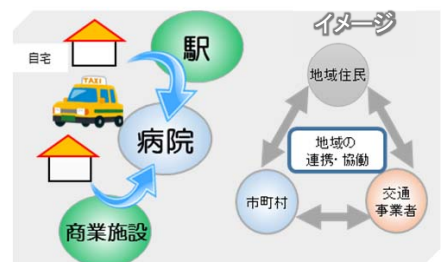 イメージ
自宅
駅
TAXI
病院
商業施設
地域住民
地域の
連携・協働
市町村
交通
事業者